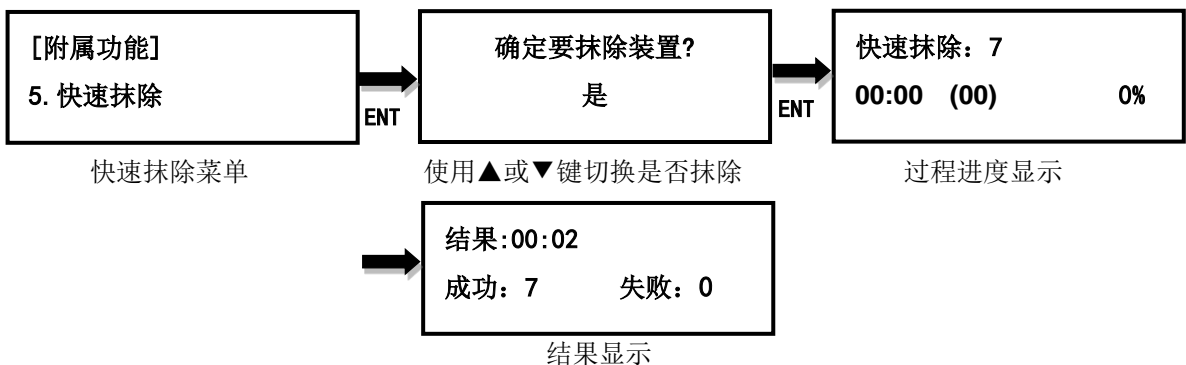 [附属功能]
5.快速抹除
ENT
确定要抹除装置?
是
ENT
快速抹除：7
00:00 (00) 0%
快速抹除菜单
使用▲或▼键切换是否抹除
过程进度显示
结果:00:02
成功：7 失败：0
结果显示